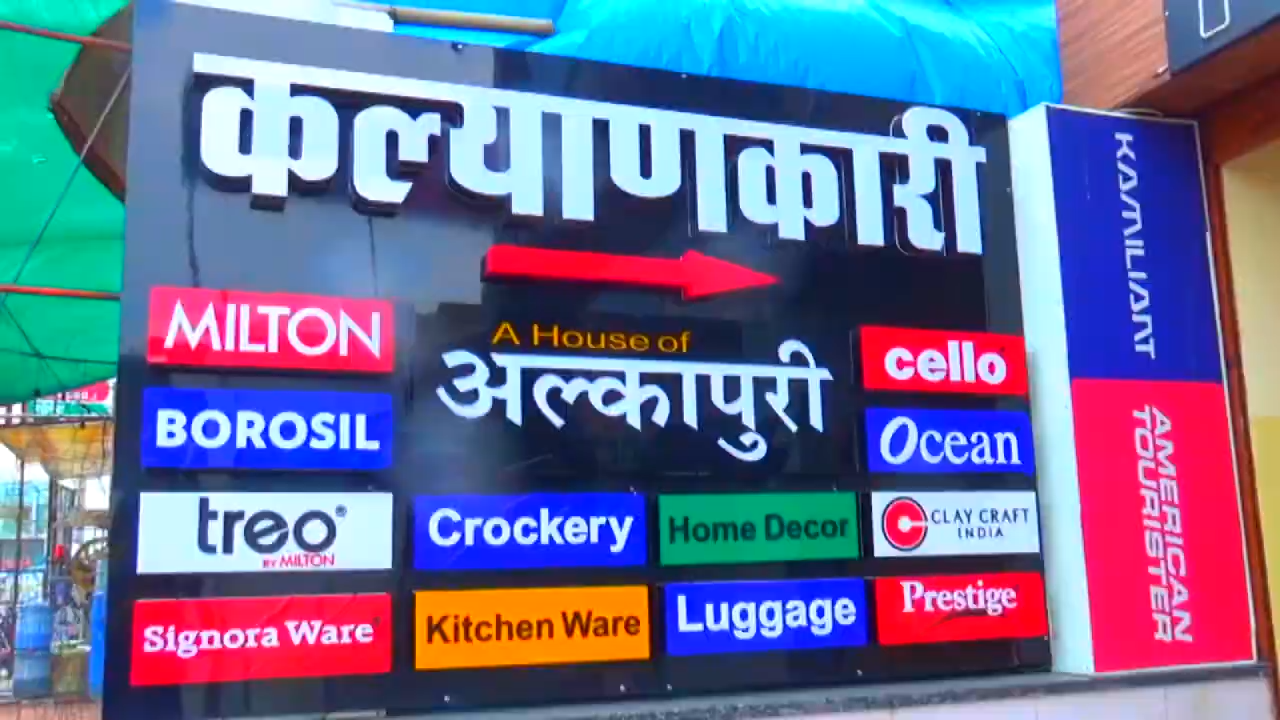 कल्याणकारी
MILTON
BOROSIL
treo®
BY MILTON
Signora Ware
A House of
अल्कापुरी
Crockery
Home Decor
Kitchen Ware
Luggage
cello
Ocean
CLAY CRAFT
INDIA
Prestige
KAMILIANT
AMERICAN
TOURISTER